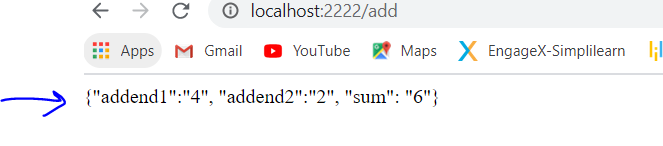 localhost:2222/add
Apps Gmail YouTube Maps EngageX-Simplilearn
{"addend1":"4", "addend2":"2", "sum": "6"}